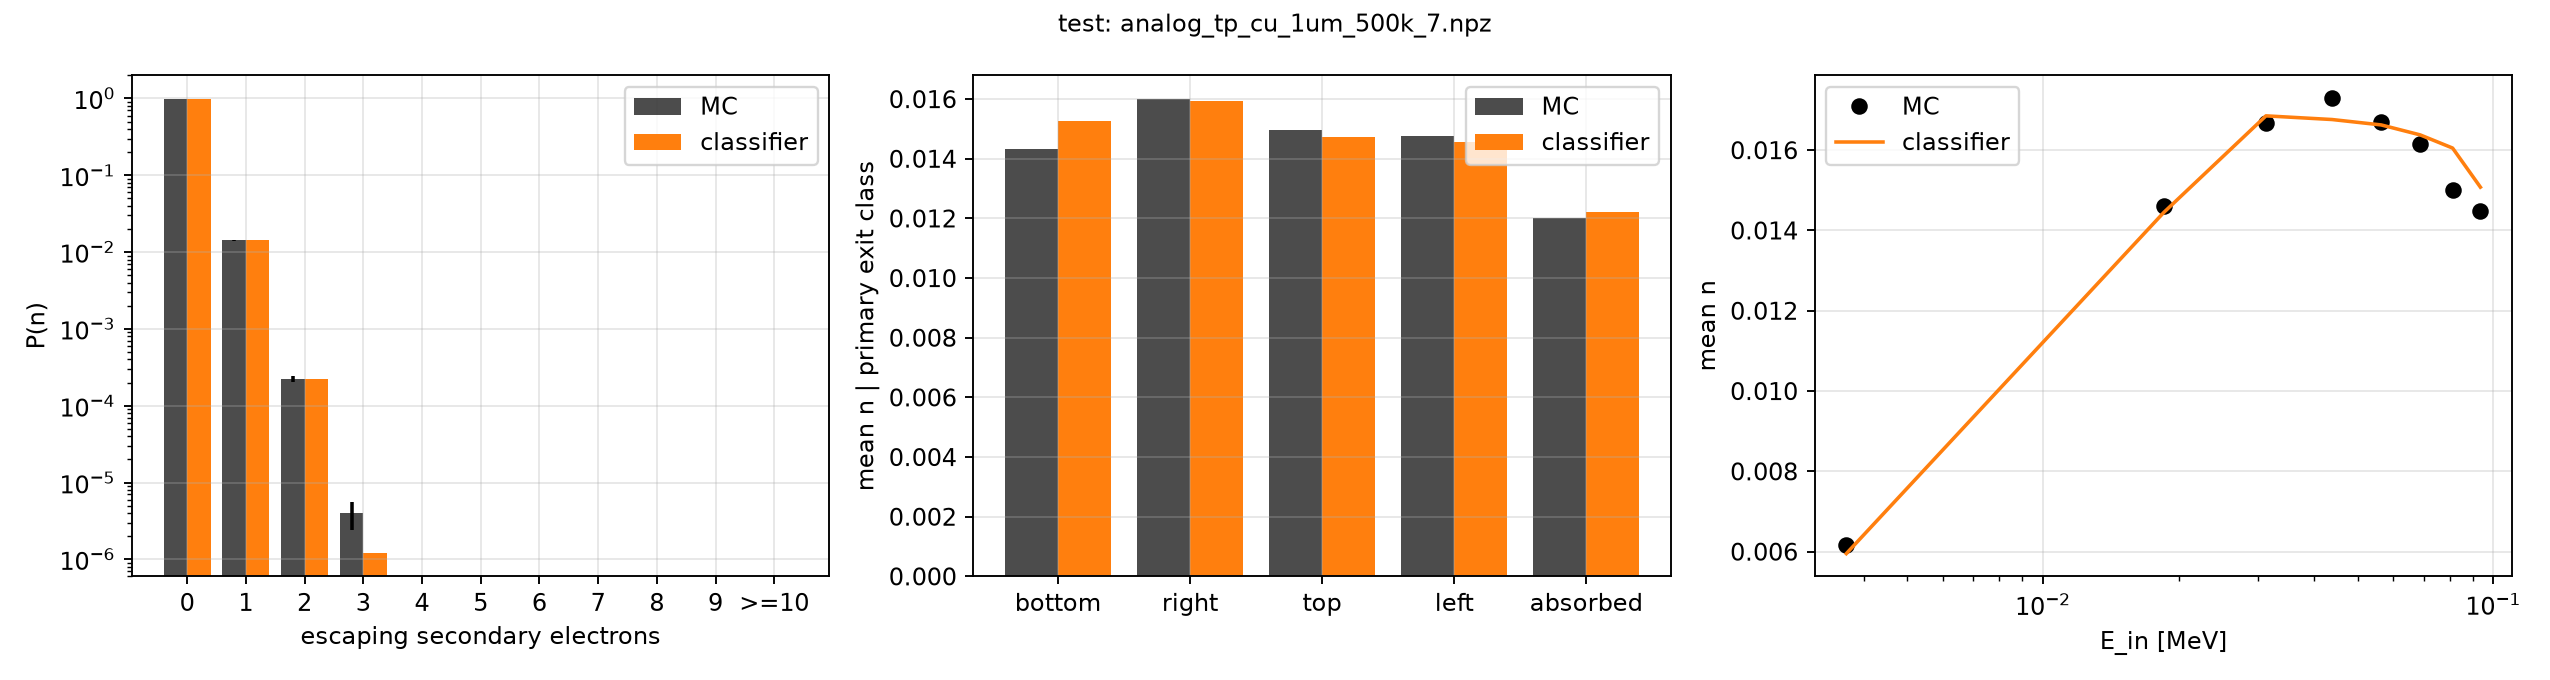 test: analog_tp_cu_1um_500k_7.npz
P(n)
10⁰
10⁻¹
10⁻²
10⁻³
10⁻⁴
10⁻⁵
10⁻⁶
MC
classifier
0 1 2 3 4 5 6 7 8 9 >=10
escaping secondary electrons
mean n | primary exit class
0.016
0.014
0.012
0.010
0.008
0.006
0.004
0.002
0.000
MC
classifier
bottom right top left absorbed
mean n
0.016
0.014
0.012
0.010
0.008
0.006
MC
classifier
10⁻² 10⁻¹
E_in [MeV]